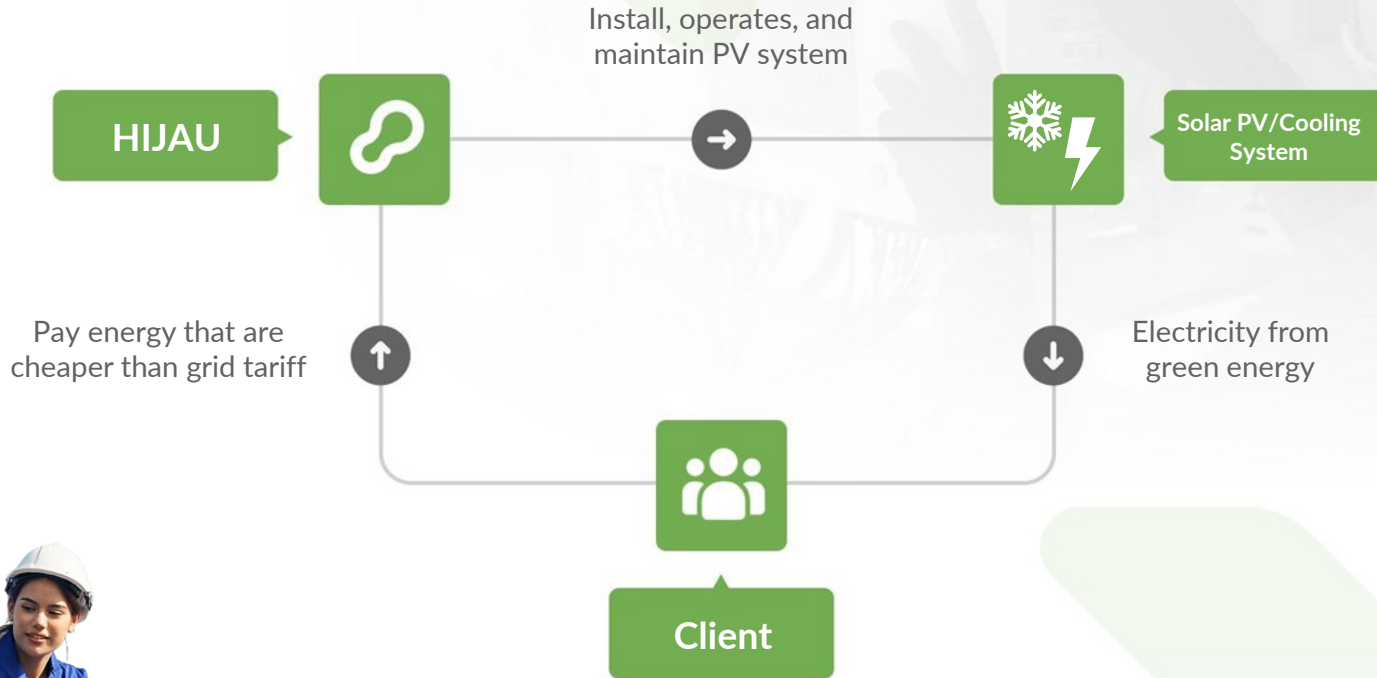 Install, operates, and
maintain PV system
HIJAU
Solar PV/Cooling
System
Pay energy that are
cheaper than grid tariff
Electricity from
green energy
Client